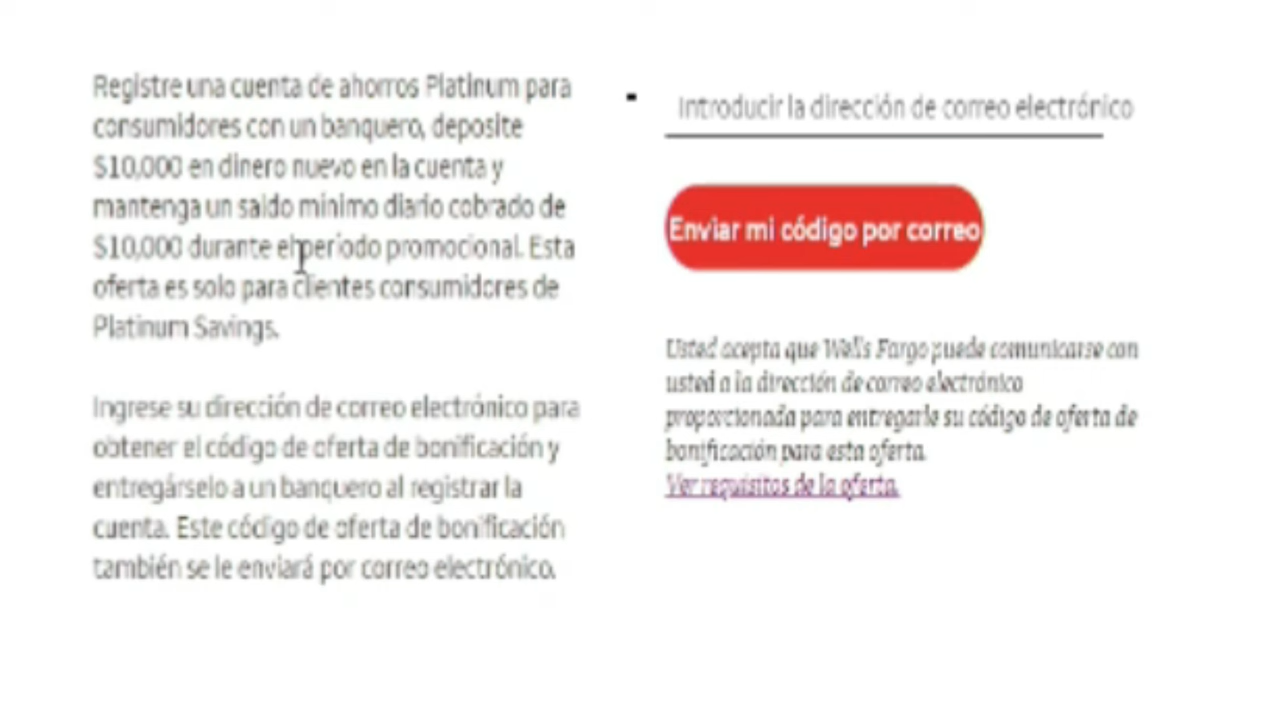 Registre una cuenta de ahorros Platinum para
consumidores con un banquero, deposite
$10,000 en dinero nuevo en la cuenta y
mantenga un saldo mínimo diario cobrado de
$10,000 durante el período promocional. Esta
oferta es solo para clientes consumidores de
Platinum Savings.
Ingrese su dirección de correo electrónico para
obtener el código de oferta de bonificación y
entregárselo a un banquero al registrar la
cuenta. Este código de oferta de bonificación
también se le enviará por correo electrónico.
Introducir la dirección de correo electrónico
Enviar mi código por correo
Usted acepta que Wells Fargo puede comunicarse con
usted a la dirección de correo electrónico
proporcionada para entregarle su código de oferta de
bonificación para esta oferta.
Ver requisitos de la oferta.